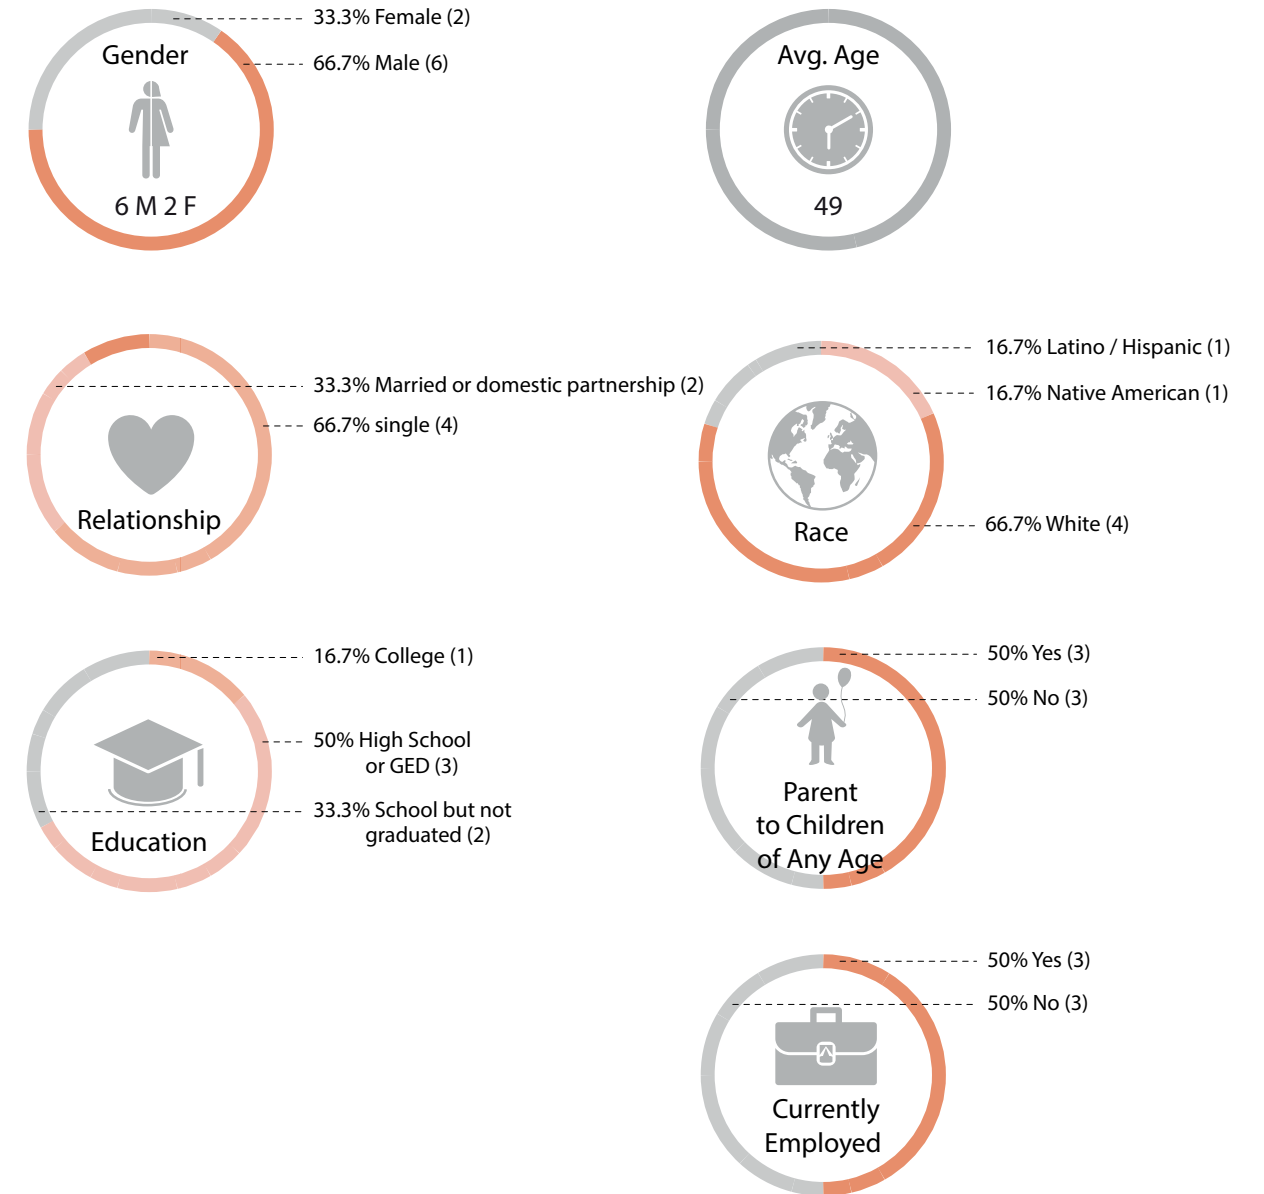 33.3% Female (2)
Gender
66.7% Male (6)
6 M 2 F
Avg. Age
49
33.3% Married or domestic partnership (2)
66.7% single (4)
Relationship
16.7% Latino / Hispanic (1)
16.7% Native American (1)
66.7% White (4)
Race
16.7% College (1)
50% High School
or GED (3)
33.3% School but not
graduated (2)
Education
50% Yes (3)
50% No (3)
Parent
to Children
of Any Age
50% Yes (3)
50% No (3)
Currently
Employed